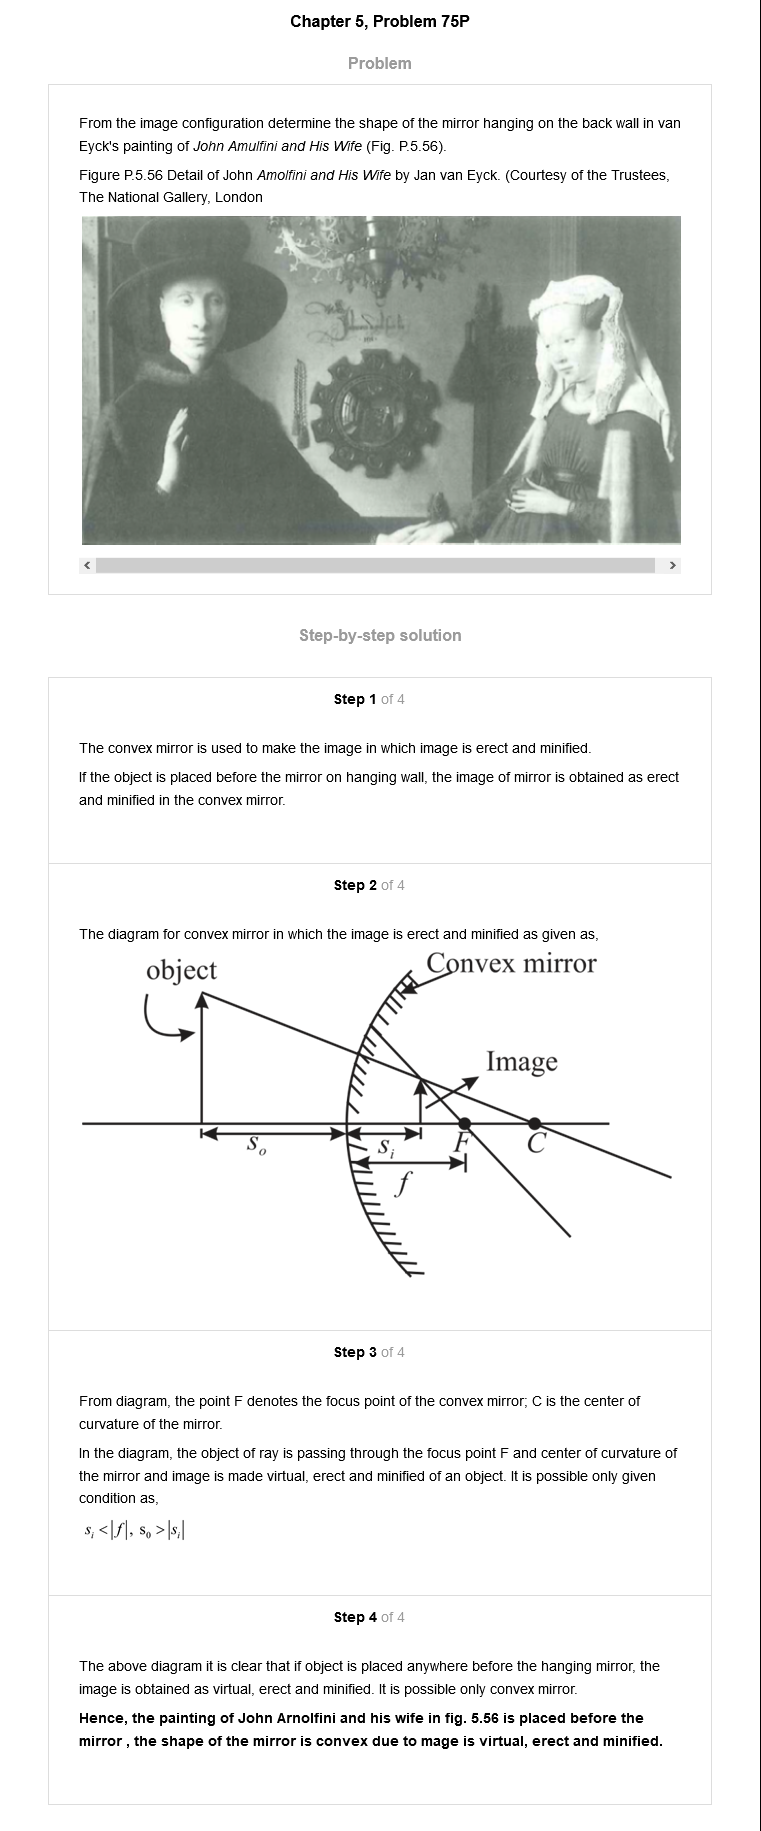 Chapter 5, Problem 75P
Problem
From the image configuration determine the shape of the mirror hanging on the back wall in van
Eyck's painting of John Amulfini and His Wife (Fig. P.5.56).
Figure P.5.56 Detail of John Amolfini and His Wife by Jan van Eyck. (Courtesy of the Trustees,
The National Gallery, London
Step-by-step solution
Step 1 of 4
The convex mirror is used to make the image in which image is erect and minified.
If the object is placed before the mirror on hanging wall, the image of mirror is obtained as erect
and minified in the convex mirror.
Step 2 of 4
The diagram for convex mirror in which the image is erect and minified as given as,
object
Convex mirror
Image
sₒ
sᵢ
F
C
f
Step 3 of 4
From diagram, the point F denotes the focus point of the convex mirror; C is the center of
curvature of the mirror.
In the diagram, the object of ray is passing through the focus point F and center of curvature of
the mirror and image is made virtual, erect and minified of an object. It is possible only given
condition as,
sᵢ <|f|, s₀ >|sᵢ|
Step 4 of 4
The above diagram it is clear that if object is placed anywhere before the hanging mirror, the
image is obtained as virtual, erect and minified. It is possible only convex mirror.
Hence, the painting of John Arnolfini and his wife in fig. 5.56 is placed before the
mirror , the shape of the mirror is convex due to mage is virtual, erect and minified.